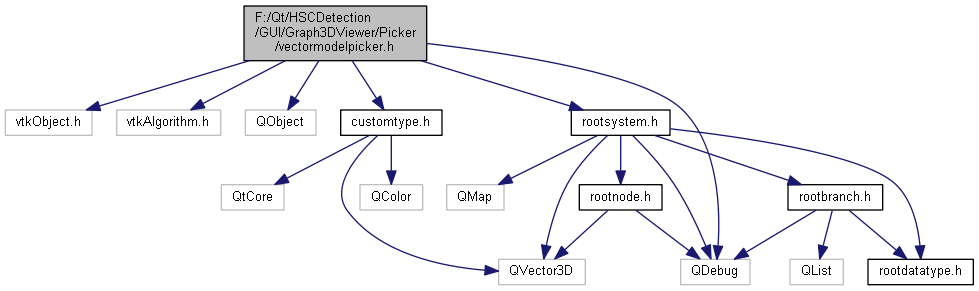 F:/Qt/HSCDetection
/GUI/Graph3DViewer/Picker
/vectormodelpicker.h
vtkObject.h
vtkAlgorithm.h
QObject
customtype.h
rootsystem.h
QtCore
QColor
QMap
rootnode.h
rootbranch.h
QVector3D
QDebug
QList
rootdatatype.h